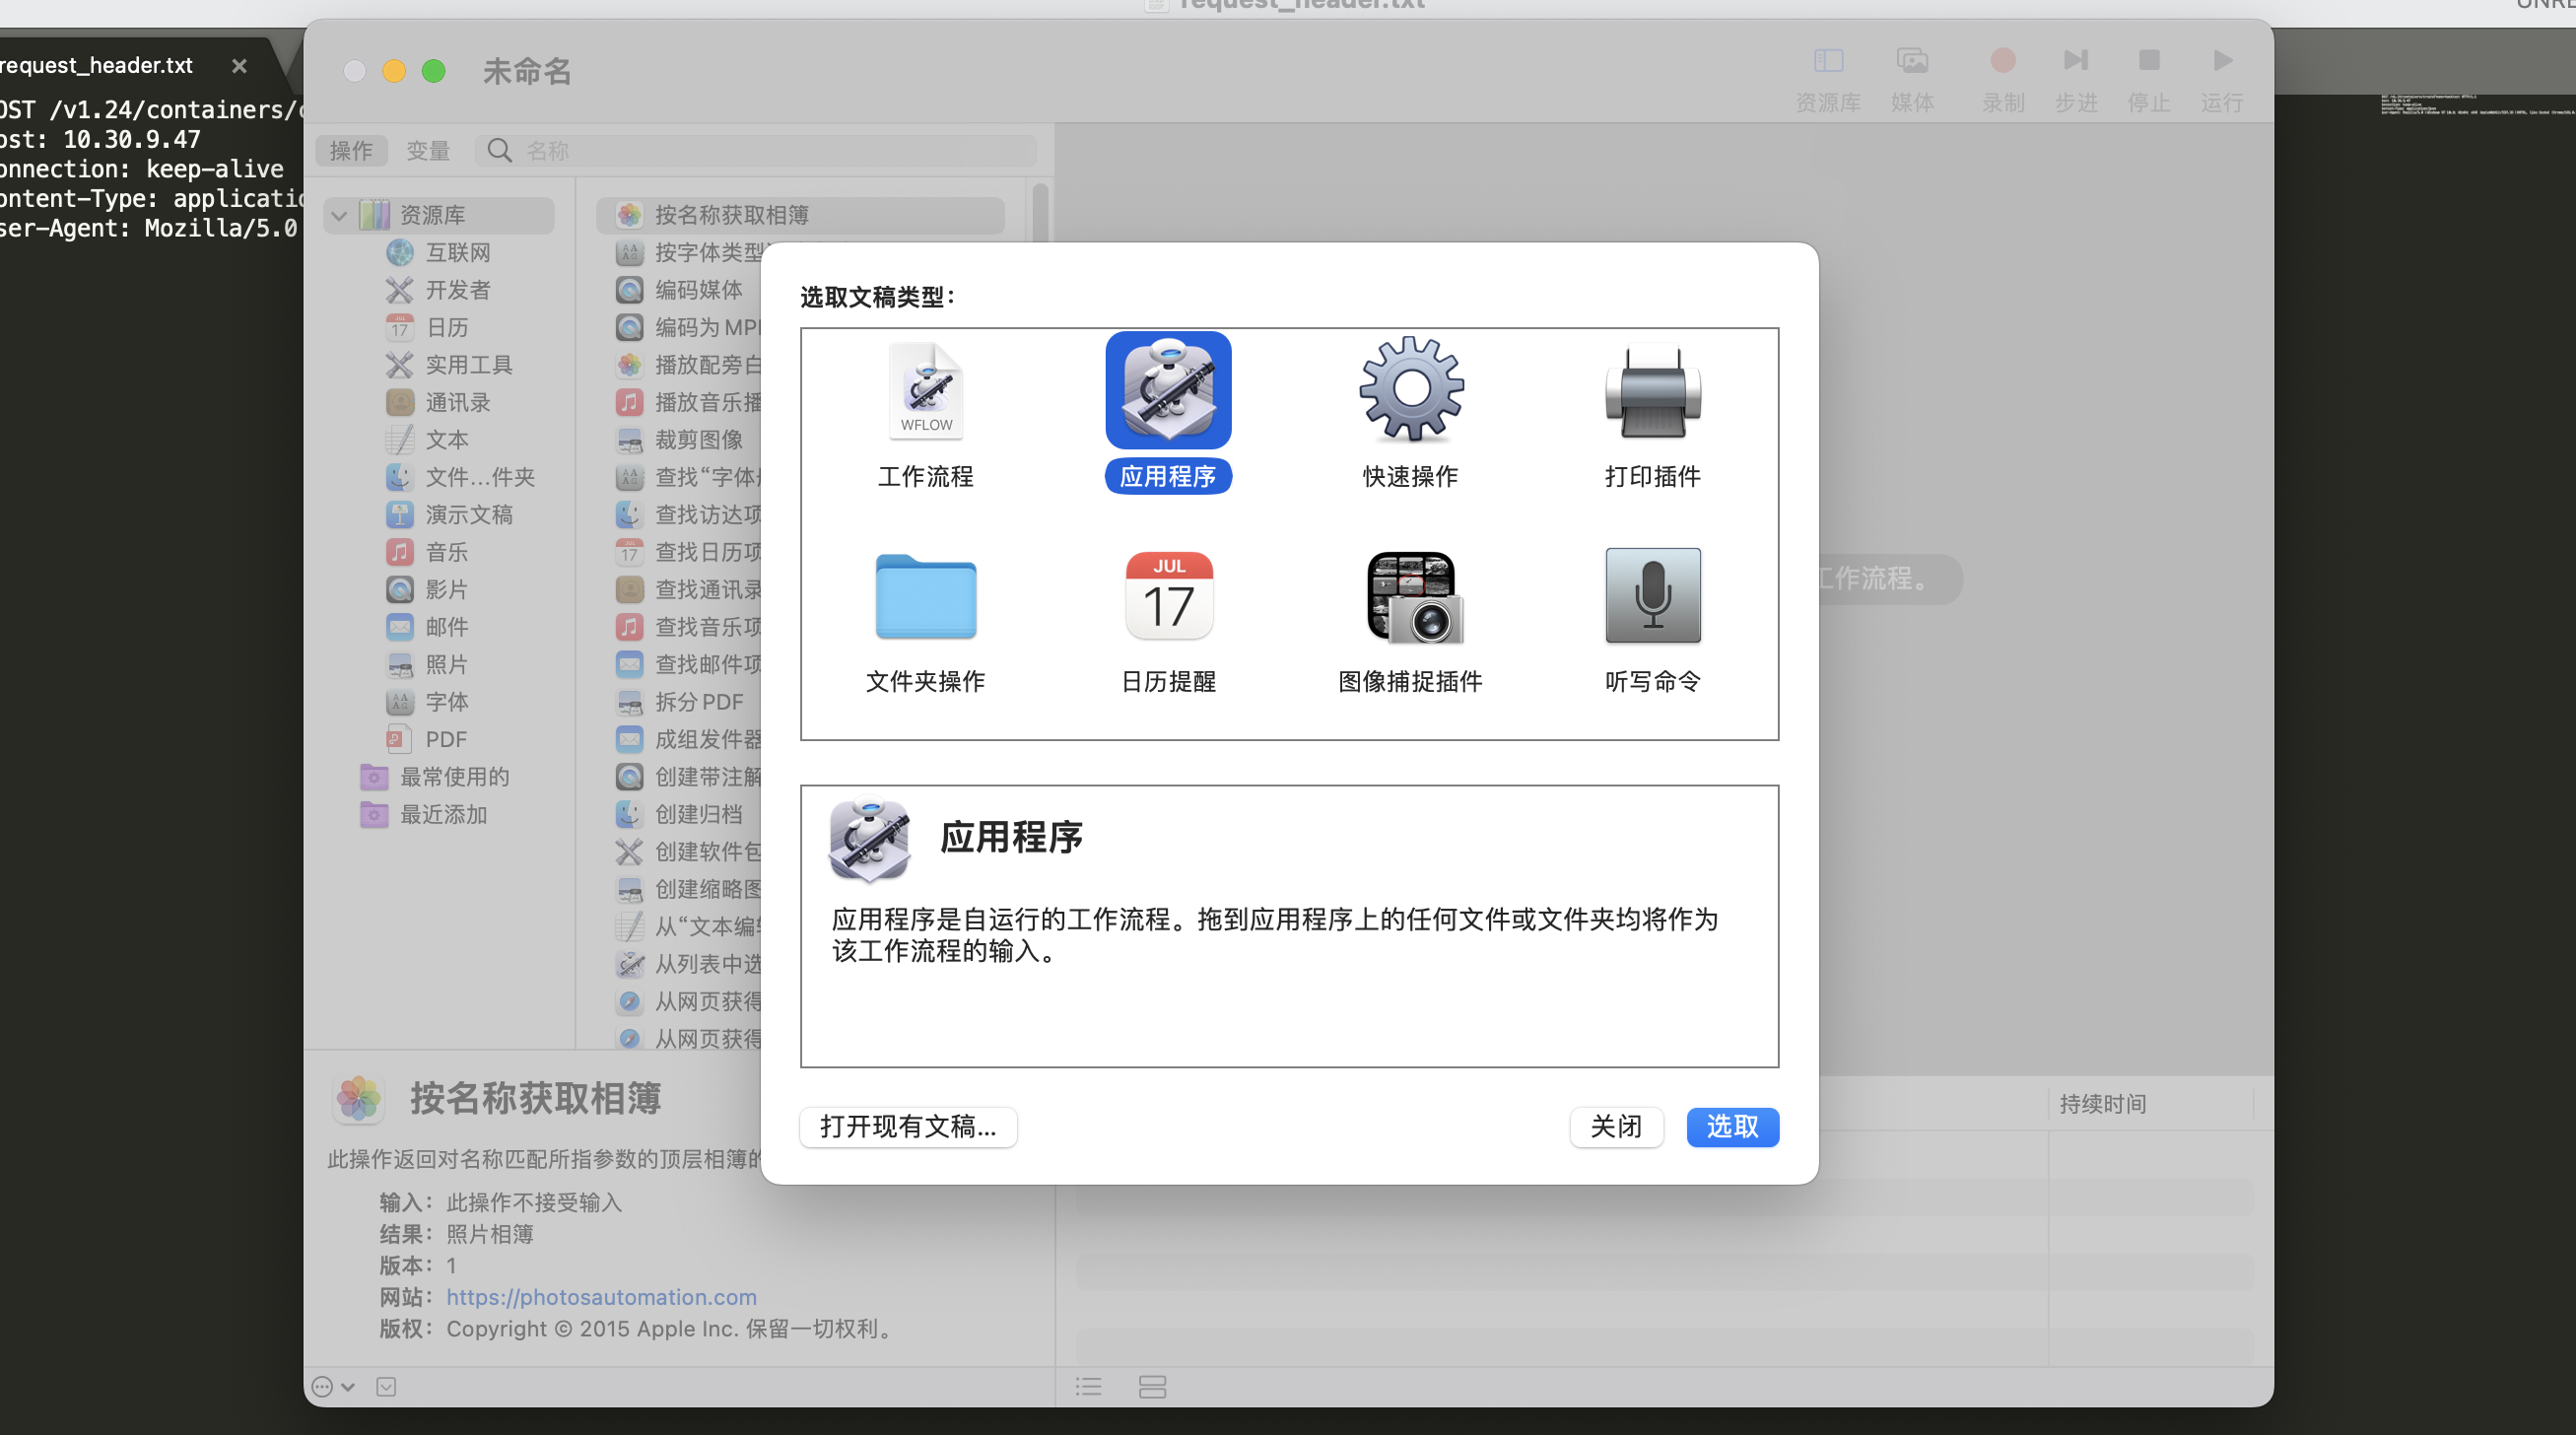 request_header.txt
request_header.txt
OST /v1.24/containers/
ost: 10.30.9.47
onnection: keep-alive
ontent-Type: applicatio
ser-Agent: Mozilla/5.0
未命名
资源库 媒体 录制 步进 停止 运行
操作 变量 名称
资源库
互联网
开发者
日历
实用工具
通讯录
文本
文件...件夹
演示文稿
音乐
影片
邮件
照片
字体
PDF
最常使用的
最近添加
按名称获取相簿
按字体类型
编码媒体
编码为 MP
播放配旁白
播放音乐播
裁剪图像
查找“字体
查找访达项
查找日历项
查找通讯录
查找音乐项
查找邮件项
拆分 PDF
成组发件器
创建带注解
创建归档
创建软件包
创建缩略图
从“文本编
从列表中选
从网页获得
从网页获得
选取文稿类型：
WFLOW
工作流程
应用程序
快速操作
打印插件
文件夹操作
JUL
17
日历提醒
图像捕捉插件
听写命令
工作流程。
应用程序
应用程序是自运行的工作流程。拖到应用程序上的任何文件或文件夹均将作为
该工作流程的输入。
打开现有文稿...
关闭
选取
持续时间
按名称获取相簿
此操作返回对名称匹配所指参数的顶层相簿的
输入：此操作不接受输入
结果：照片相簿
版本：1
网站：https://photosautomation.com
版权：Copyright © 2015 Apple Inc. 保留一切权利。